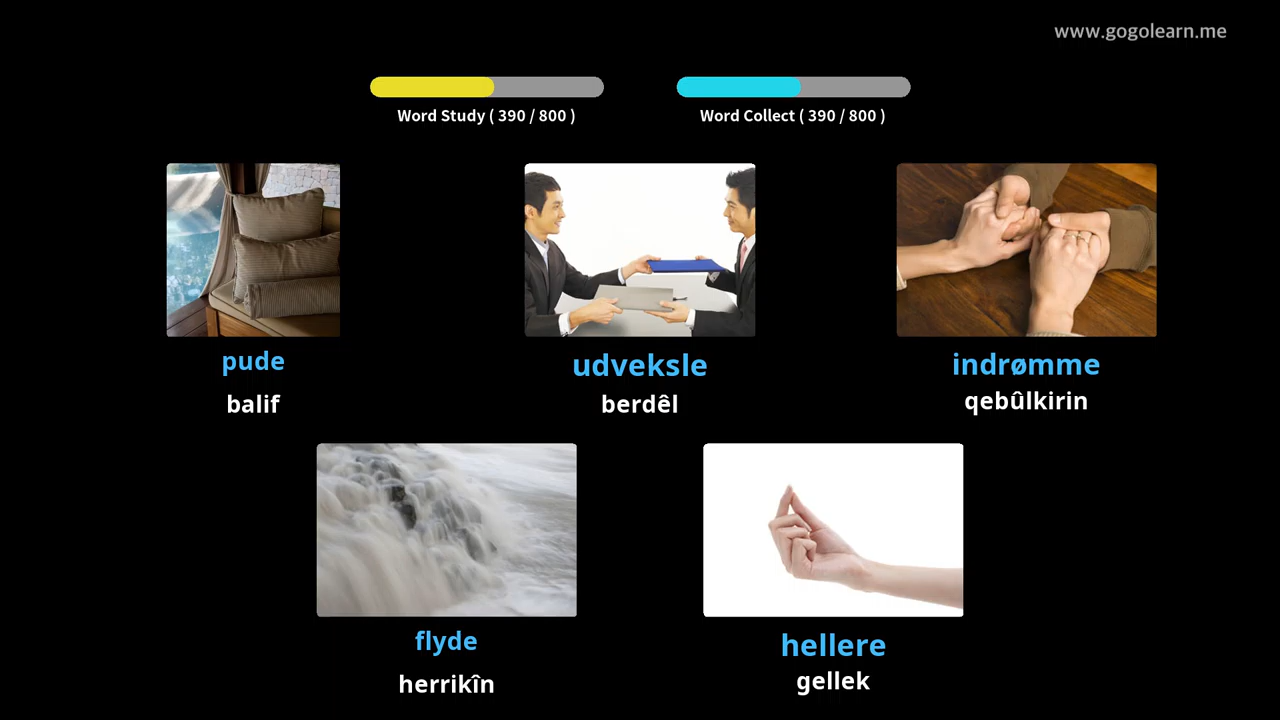 www.gogolearn.me
Word Study ( 390 / 800 )
Word Collect ( 390 / 800 )
pude
balif
udveksle
berdêl
indrømme
qebûlkirin
flyde
herrikîn
hellere
gellek